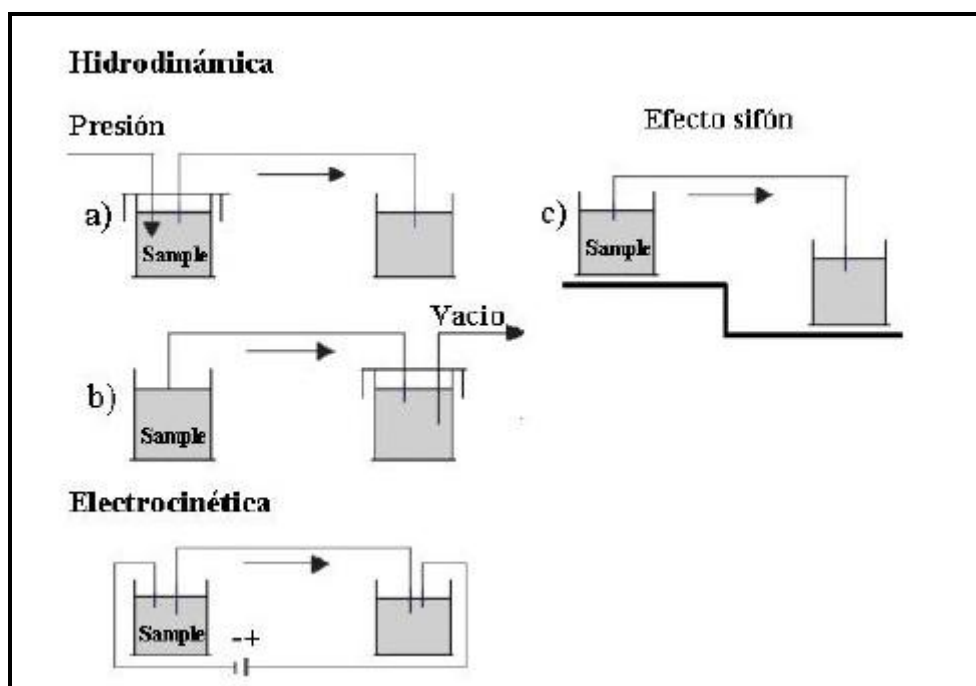 Hidrodinámica
Presión
a)
Sample
Efecto sifón
c)
Sample
Vacio
b)
Sample
Electrocinética
Sample
-+